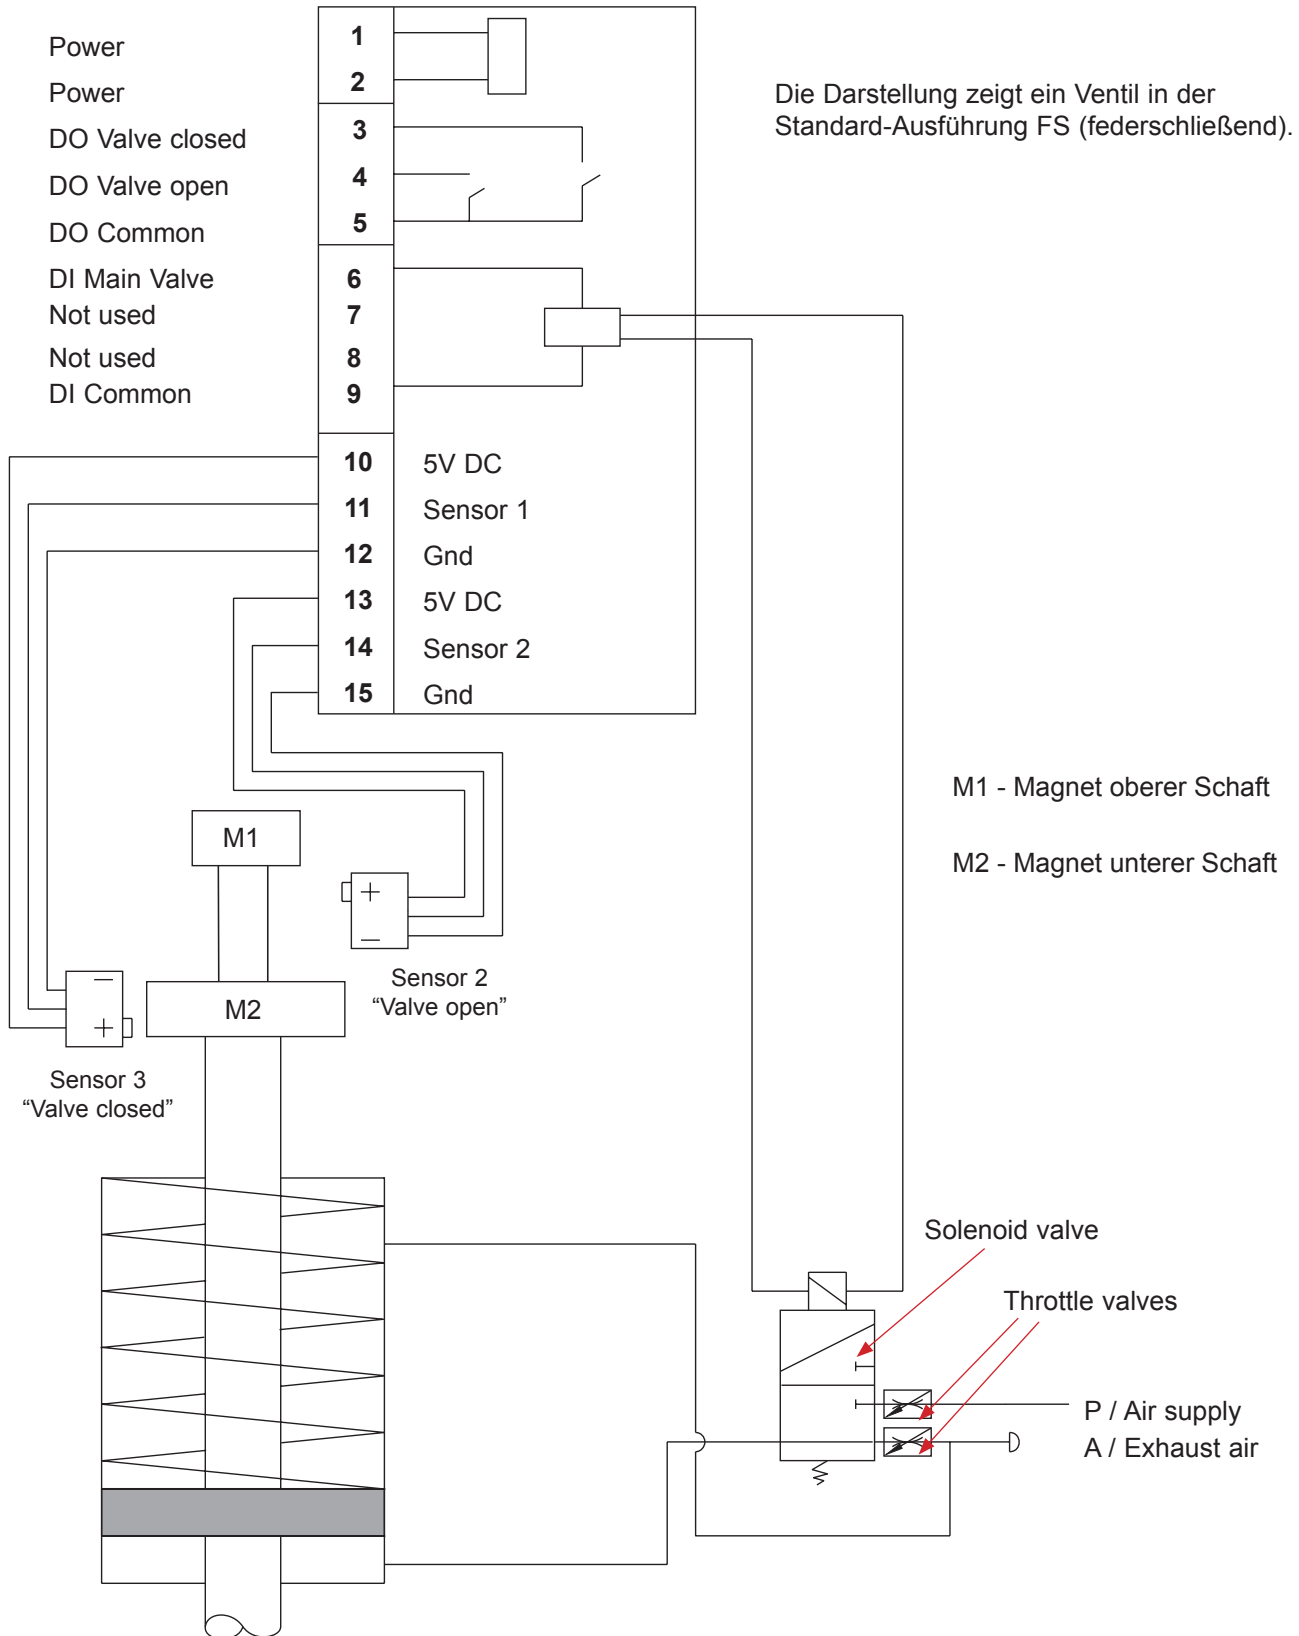 Power 1
Power 2
Die Darstellung zeigt ein Ventil in der
Standard-Ausführung FS (federschließend).
DO Valve closed 3
DO Valve open 4
DO Common 5
DI Main Valve 6
Not used 7
Not used 8
DI Common 9
10 5V DC
11 Sensor 1
12 Gnd
13 5V DC
14 Sensor 2
15 Gnd
M1 - Magnet oberer Schaft
M1
M2 - Magnet unterer Schaft
+
–
Sensor 2
“Valve open”
–
+
M2
Sensor 3
“Valve closed”
Solenoid valve
Throttle valves
P / Air supply
A / Exhaust air